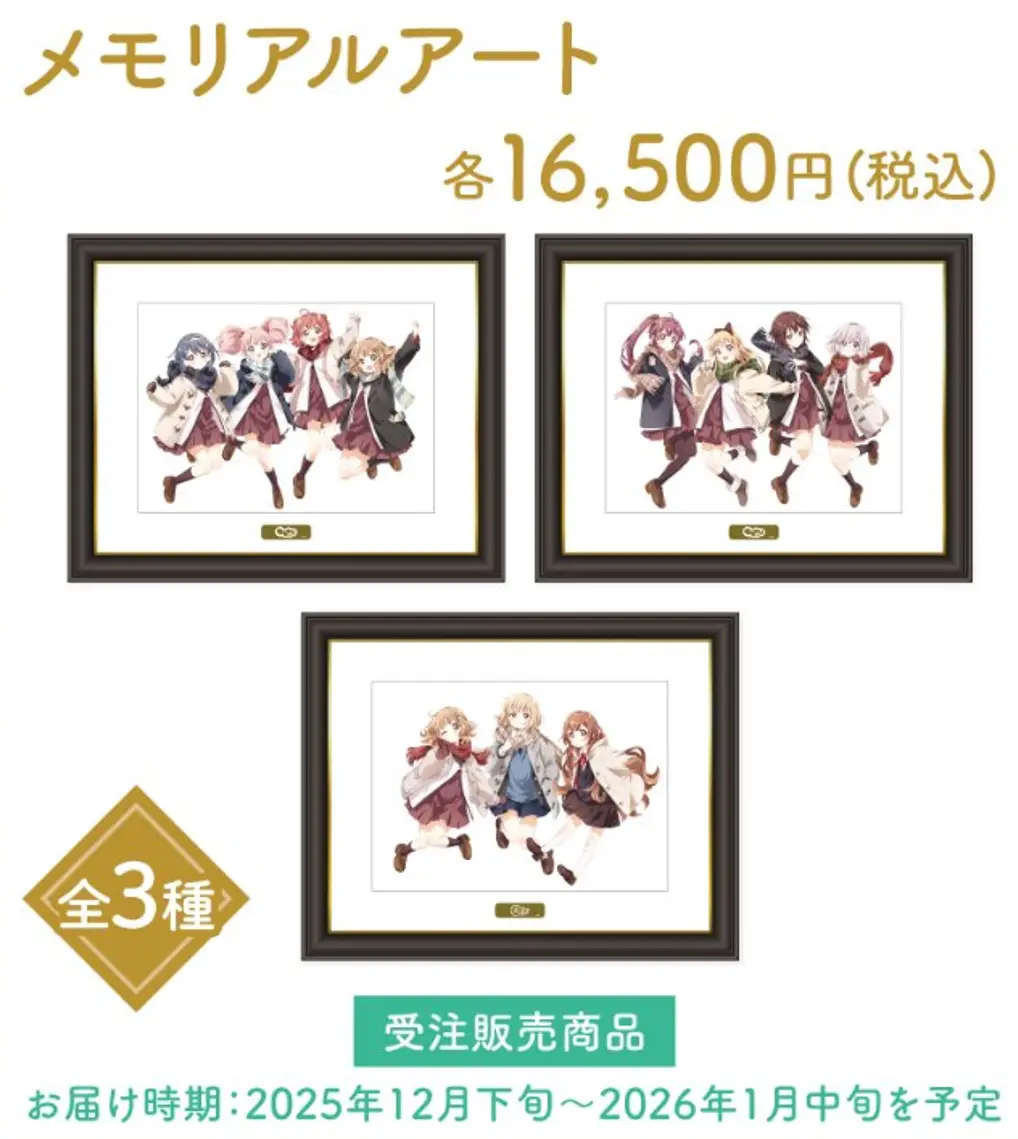 メモリアルアート
各16,500円(税込)
全3種
受注販売商品
お届け時期:2025年12月下旬〜2026年1月中旬を予定